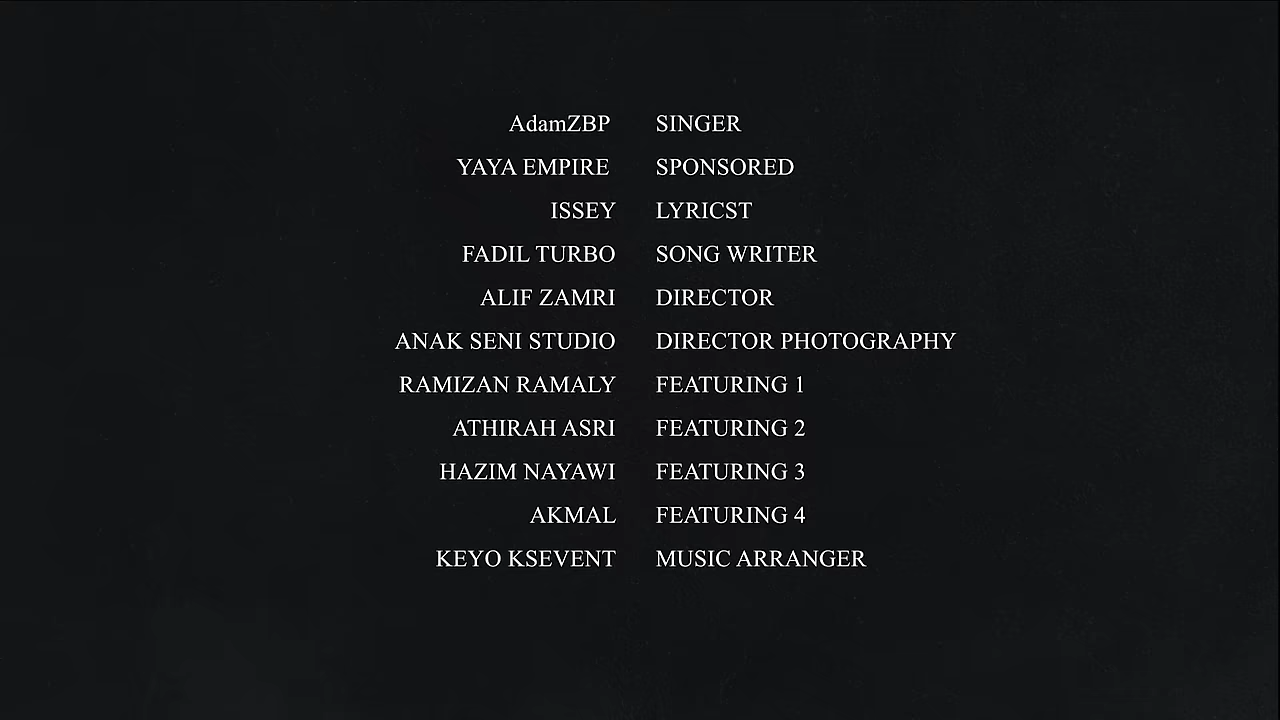 AdamZBP SINGER
YAYA EMPIRE SPONSORED
ISSEY LYRICST
FADIL TURBO SONG WRITER
ALIF ZAMRI DIRECTOR
ANAK SENI STUDIO DIRECTOR PHOTOGRAPHY
RAMIZAN RAMALY FEATURING 1
ATHIRAH ASRI FEATURING 2
HAZIM NAYAWI FEATURING 3
AKMAL FEATURING 4
KEYO KSEVENT MUSIC ARRANGER